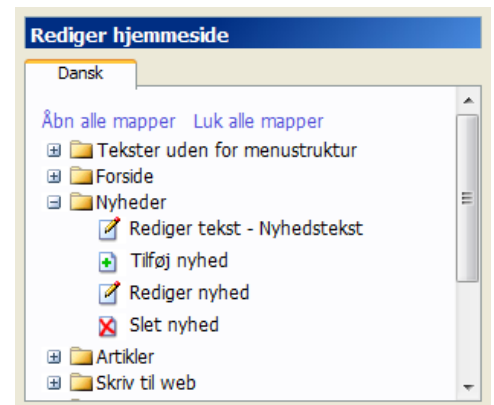 Rediger hjemmeside
Dansk
Åbn alle mapper Luk alle mapper
Tekster uden for menustruktur
Forside
Nyheder
Rediger tekst - Nyhedstekst
Tilføj nyhed
Rediger nyhed
Slet nyhed
Artikler
Skriv til web